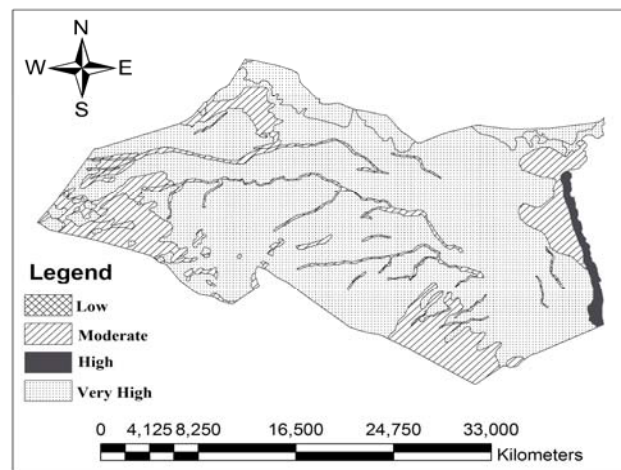 N
W E
S
Legend
Low
Moderate
High
Very High
0 4,125 8,250 16,500 24,750 33,000
Kilometers